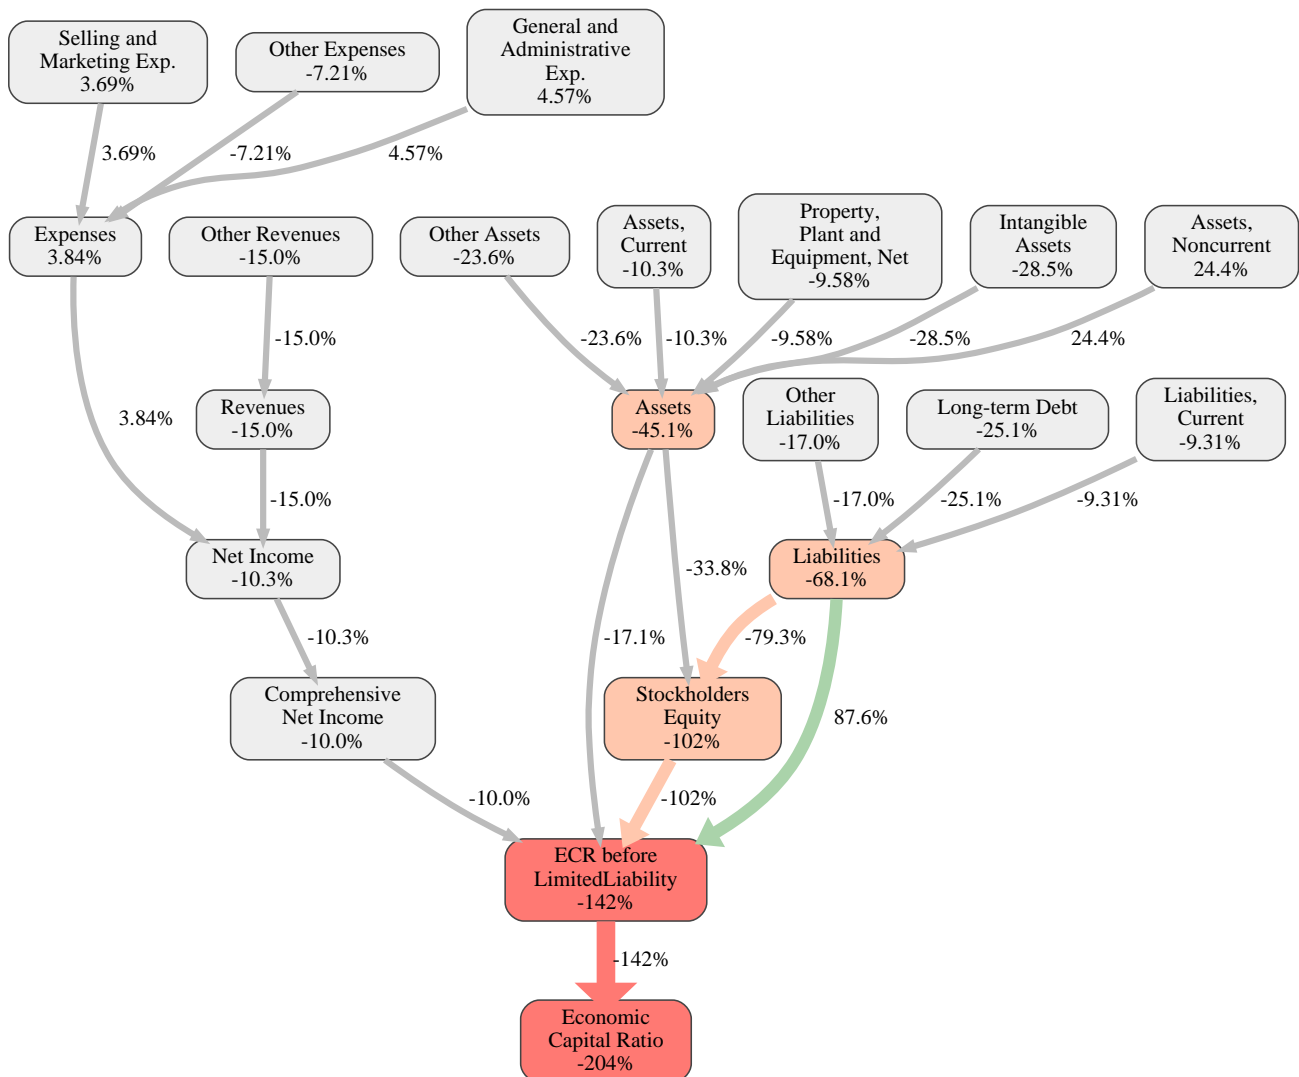 Selling and
Marketing Exp.
3.69%
Other Expenses
-7.21%
General and
Administrative
Exp.
4.57%
3.69%
-7.21%
4.57%
Expenses
3.84%
Other Revenues
-15.0%
Other Assets
-23.6%
Assets,
Current
-10.3%
Property,
Plant and
Equipment, Net
-9.58%
Intangible
Assets
-28.5%
Assets,
Noncurrent
24.4%
-15.0%
-23.6%
-10.3%
-9.58%
-28.5%
24.4%
3.84%
Revenues
-15.0%
Assets
-45.1%
Other
Liabilities
-17.0%
Long-term Debt
-25.1%
Liabilities,
Current
-9.31%
-15.0%
-17.0%
-25.1%
-9.31%
Net Income
-10.3%
-33.8%
Liabilities
-68.1%
-10.3%
-17.1%
-79.3%
Comprehensive
Net Income
-10.0%
Stockholders
Equity
-102%
87.6%
-10.0%
-102%
ECR before
LimitedLiability
-142%
-142%
Economic
Capital Ratio
-204%